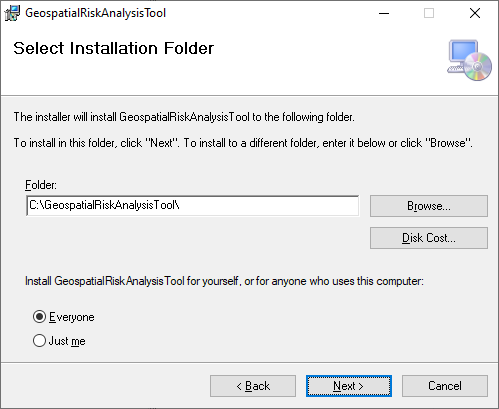 GeospatialRiskAnalysisTool
Select Installation Folder
The installer will install GeospatialRiskAnalysisTool to the following folder.
To install in this folder, click "Next". To install to a different folder, enter it below or click "Browse".
Folder:
C:\GeospatialRiskAnalysisTool\
Browse...
Disk Cost...
Install GeospatialRiskAnalysisTool for yourself, or for anyone who uses this computer:
Everyone
Just me
< Back
Next >
Cancel